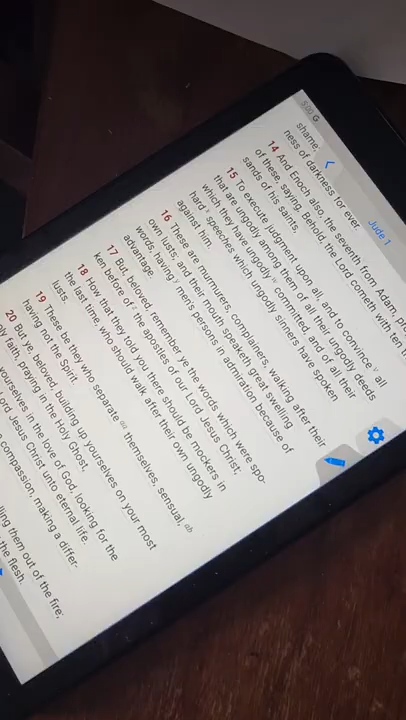 5:00 G
Jude 1
shame;
ness of darkness for ever.
14 And Enoch also, the seventh from Adam,
of these, saying, Behold, the Lord cometh with ten
sands of his saints,
15 To execute judgment upon all, and to convince v all
that are ungodly among them of all their ungodly deeds
which they have ungodly w committed, and of all their
hard x speeches which ungodly sinners have spoken
against him.
16 These are murmurers, complainers, walking after their
own lusts; and their mouth speaketh great swelling
words, having y men's persons in admiration because of
advantage.
17 But, beloved, remember ye the words which were spo-
ken before of z the apostles of our Lord Jesus Christ;
18 How that they told you there should be mockers in
the last time, who should walk after their own ungodly
lusts.
19 These be they who separate aa themselves, sensual, ab
having not the Spirit.
20 But ye, beloved, building up yourselves on your most
ly faith, praying in the Holy Ghost,
yourselves in the love of God, looking for the
ord Jesus Christ unto eternal life.
compassion, making a differ-
ling them out of the fire;
the flesh.